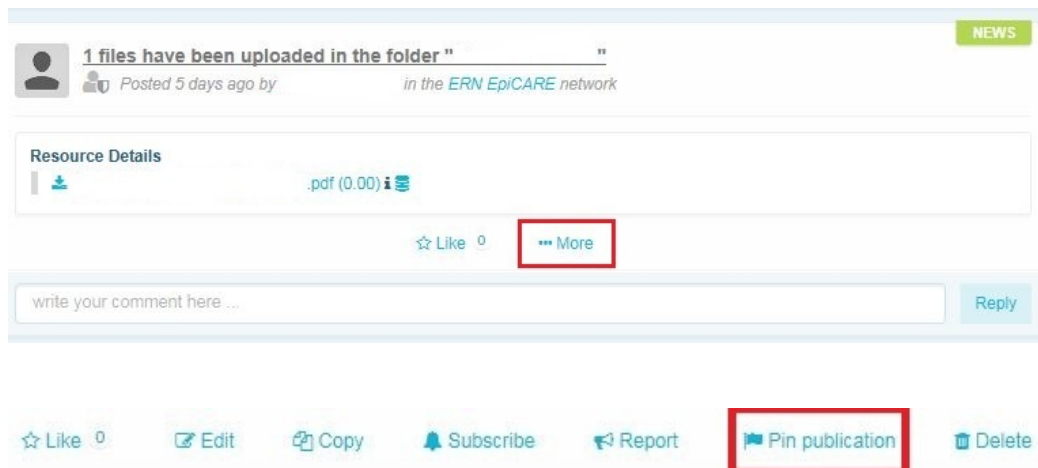 NEWS
1 files have been uploaded in the folder " "
Posted 5 days ago by in the ERN EpiCARE network
Resource Details
.pdf (0.00) i
Like 0 ••• More
write your comment here ...
Reply
Like 0 Edit Copy Subscribe Report Pin publication Delete